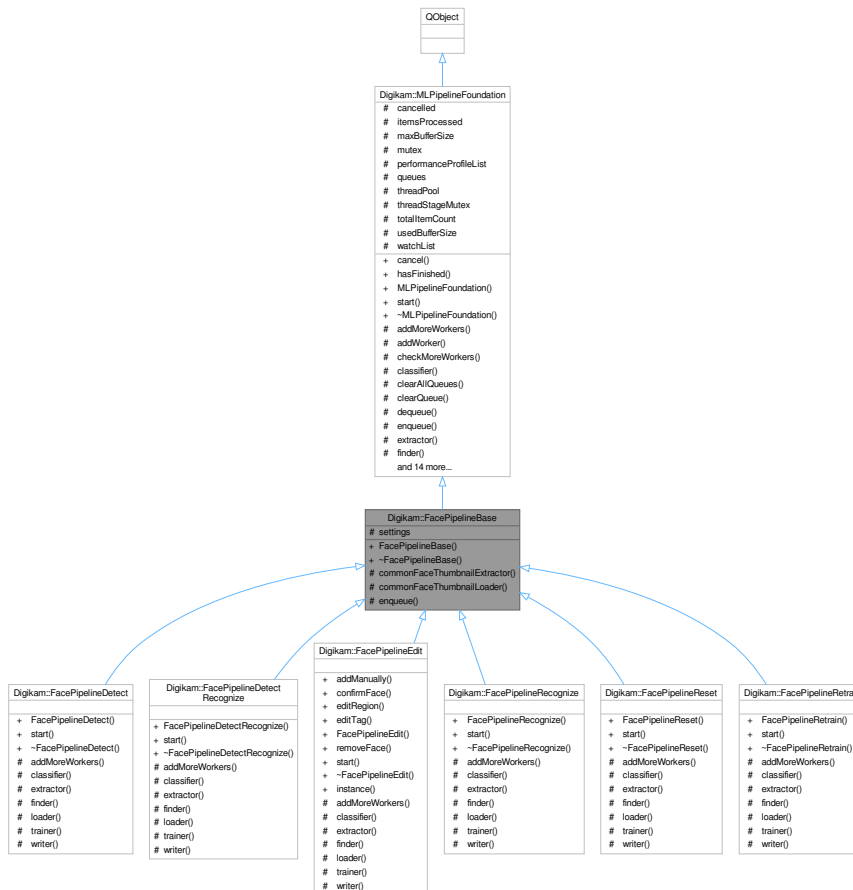 QObject
Digikam::MLPipelineFoundation
# cancelled
# itemsProcessed
# maxBufferSize
# mutex
# performanceProfileList
# queues
# threadPool
# threadStageMutex
# totalItemCount
# usedBufferSize
# watchList
+ cancel()
+ hasFinished()
+ MLPipelineFoundation()
+ start()
+ ~MLPipelineFoundation()
# addMoreWorkers()
# addWorker()
# checkMoreWorkers()
# classifier()
# clearAllQueues()
# clearQueue()
# dequeue()
# enqueue()
# extractor()
# finder()
and 14 more...
Digikam::FacePipelineBase
# settings
+ FacePipelineBase()
+ ~FacePipelineBase()
# commonFaceThumbnailExtractor()
# commonFaceThumbnailLoader()
# enqueue()
Digikam::FacePipelineDetect
+ FacePipelineDetect()
+ start()
+ ~FacePipelineDetect()
# addMoreWorkers()
# classifier()
# extractor()
# finder()
# loader()
# trainer()
# writer()
Digikam::FacePipelineDetect
Recognize
+ FacePipelineDetectRecognize()
+ start()
+ ~FacePipelineDetectRecognize()
# addMoreWorkers()
# classifier()
# extractor()
# finder()
# loader()
# trainer()
# writer()
Digikam::FacePipelineEdit
+ addManually()
+ confirmFace()
+ editRegion()
+ editTag()
+ FacePipelineEdit()
+ removeFace()
+ start()
+ ~FacePipelineEdit()
+ instance()
# addMoreWorkers()
# classifier()
# extractor()
# finder()
# loader()
# trainer()
# writer()
Digikam::FacePipelineRecognize
+ FacePipelineRecognize()
+ start()
+ ~FacePipelineRecognize()
# addMoreWorkers()
# classifier()
# extractor()
# finder()
# loader()
# trainer()
# writer()
Digikam::FacePipelineReset
+ FacePipelineReset()
+ start()
+ ~FacePipelineReset()
# addMoreWorkers()
# classifier()
# extractor()
# finder()
# loader()
# trainer()
# writer()
Digikam::FacePipelineRetra
+ FacePipelineRetrain()
+ start()
+ ~FacePipelineRetrain()
# addMoreWorkers()
# classifier()
# extractor()
# finder()
# loader()
# trainer()
# writer()